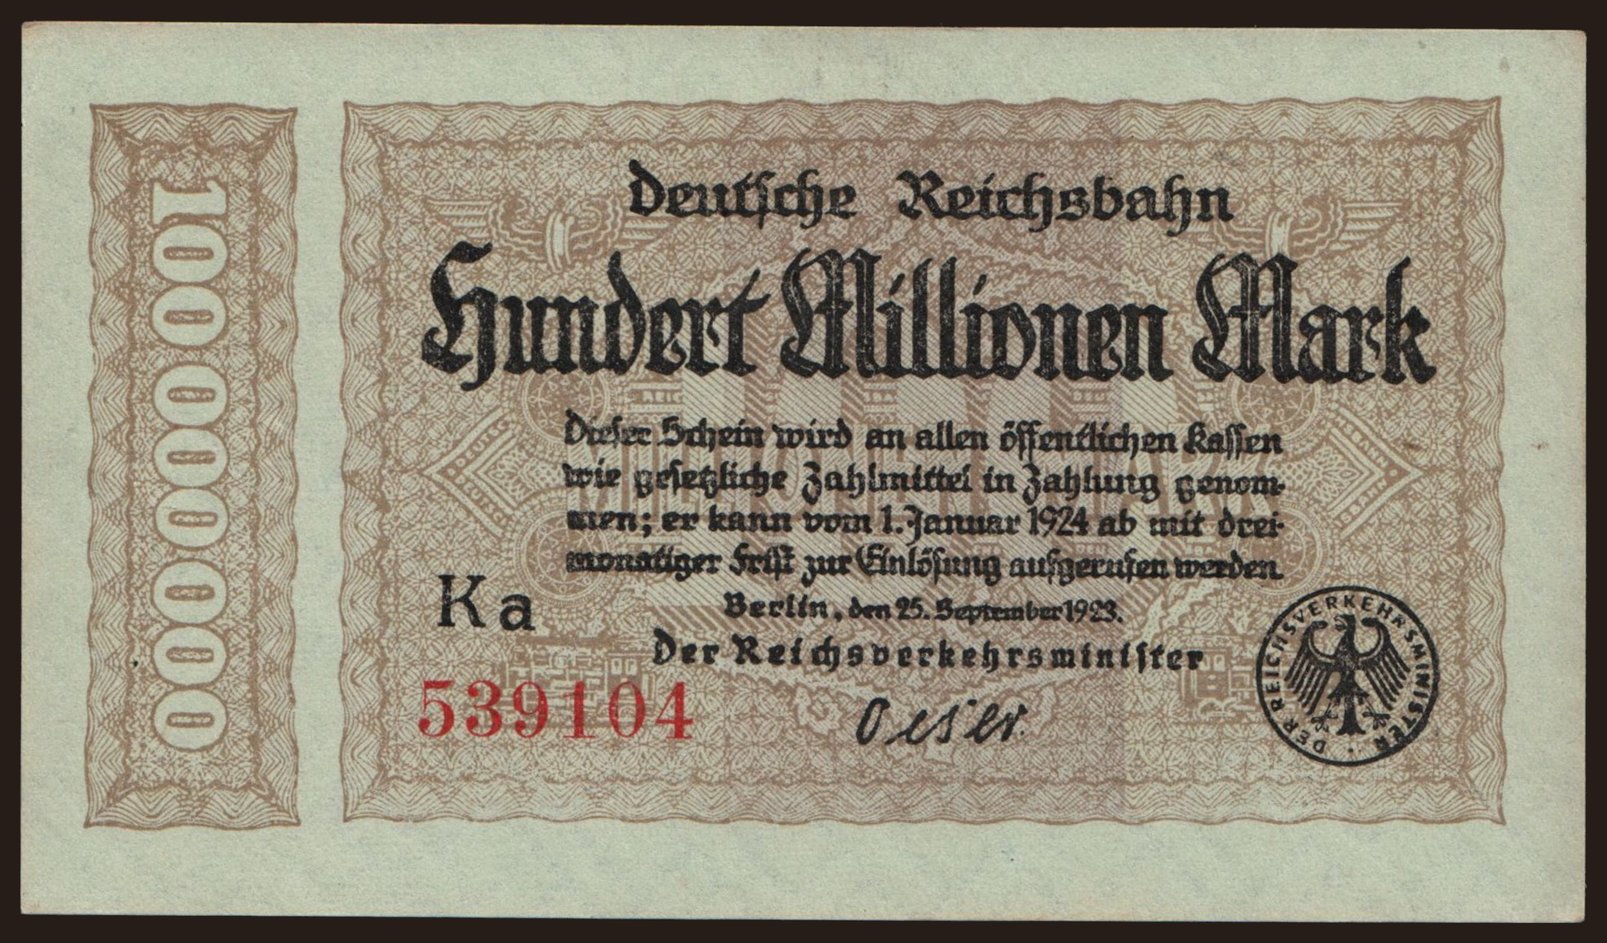 100000000
Deutsche Reichsbahn
Hundert Millionen Mark
Dieser Schein wird an allen öffentlichen Kassen
wie gesetzliche Zahlmittel in Zahlung genom-
men; er kann vom 1. Januar 1924 ab mit drei-
monatiger Frist zur Einlösung aufgerufen werden
Berlin, den 25. September 1923.
Der Reichsverkehrsminister
Ka
539104
Oeser
DER REICHSVERKEHRSMINISTER